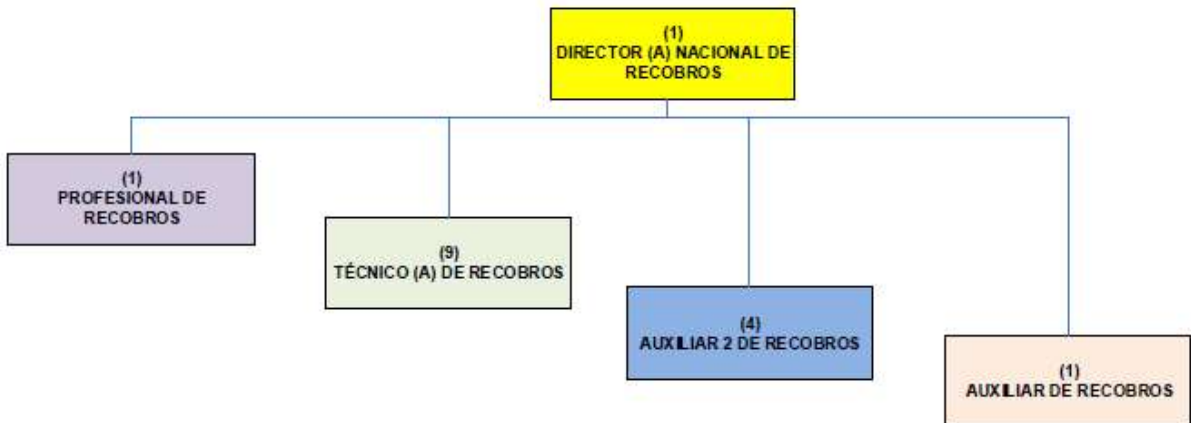 (1)
DIRECTOR (A) NACIONAL DE
RECOBROS
(1)
PROFESIONAL DE
RECOBROS
(9)
TÉCNICO (A) DE RECOBROS
(4)
AUXILIAR 2 DE RECOBROS
(1)
AUXILIAR DE RECOBROS